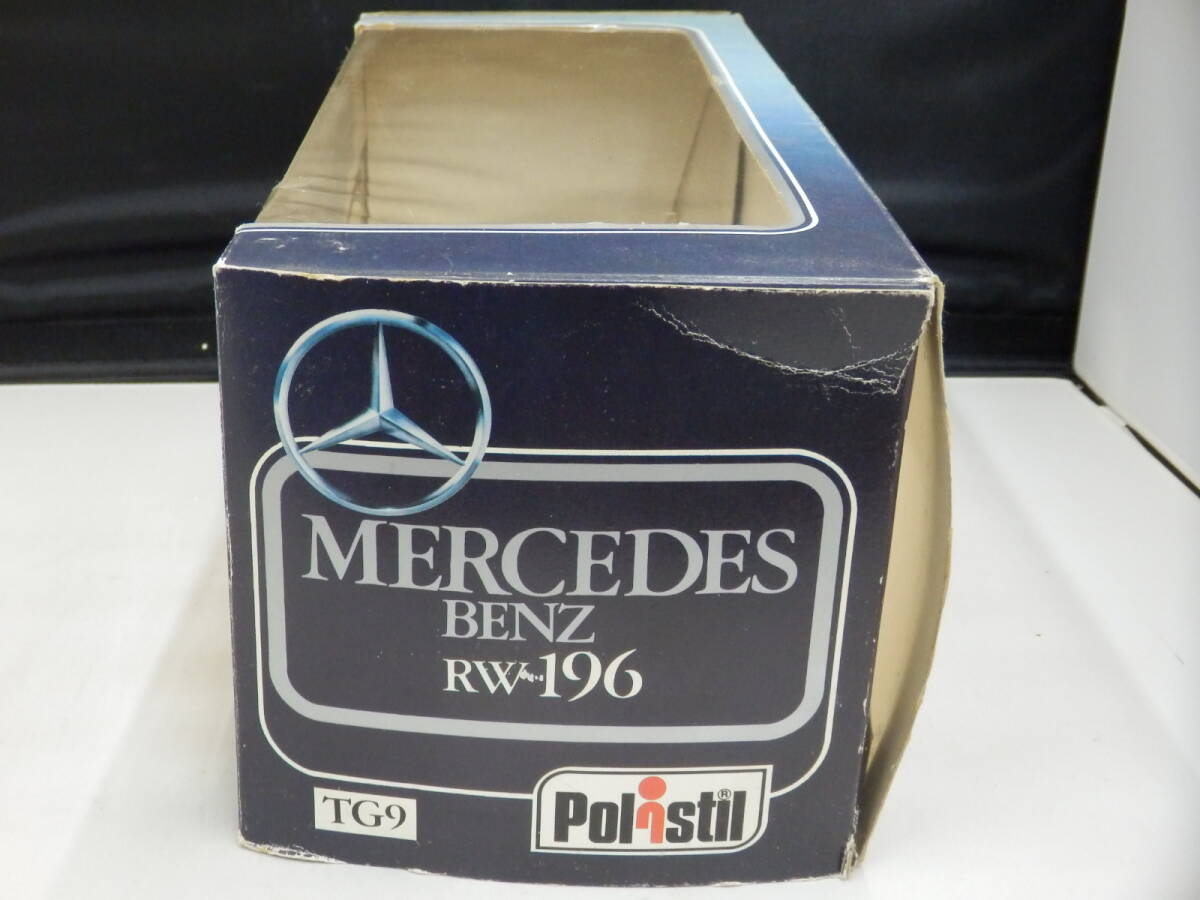 MERCEDES
BENZ
RW-196
TG9
Polistil®